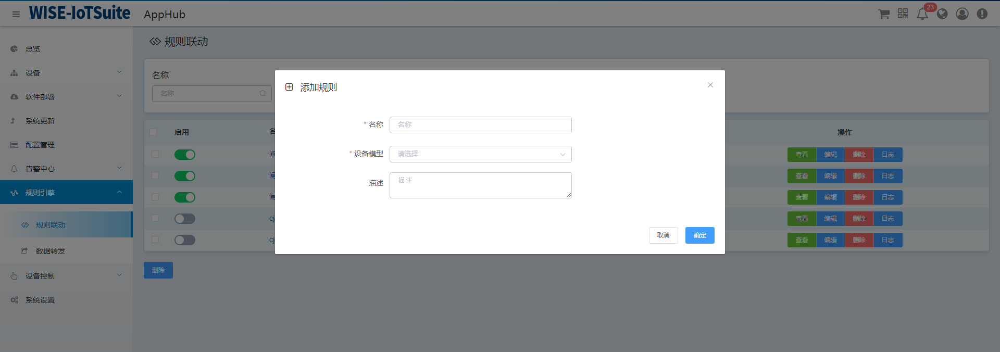 WISE-IoTSuite AppHub 23
总览
设备
软件部署
系统更新
配置管理
告警中心
规则引擎
规则联动
数据转发
设备控制
系统设置
规则联动
名称
名称
启用 名 操作
闸 查看 编辑 删除 日志
闸 查看 编辑 删除 日志
闸 查看 编辑 删除 日志
cj 查看 编辑 删除 日志
cj 查看 编辑 删除 日志
删除
添加规则
* 名称 名称
* 设备模型 请选择
描述 描述
取消 确定